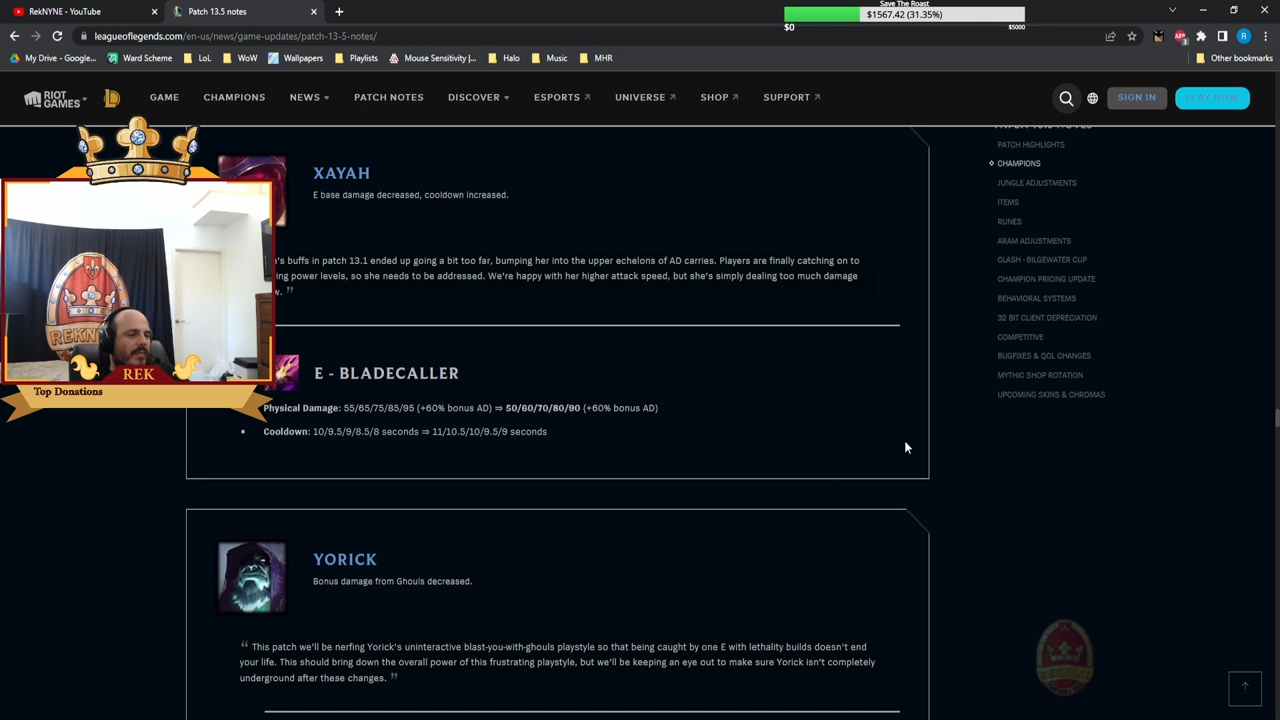 RekNYNE - YouTube
Patch 13.5 notes
Save The Roast
$1567.42 (31.35%)
$0
$5000
leagueoflegends.com/en-us/news/game-updates/patch-13-5-notes/
My Drive - Google...
Ward Scheme
LoL
WoW
Wallpapers
Playlists
Mouse Sensitivity |...
Halo
Music
MHR
Other bookmarks
RIOT GAMES
GAME
CHAMPIONS
NEWS
PATCH NOTES
DISCOVER
ESPORTS
UNIVERSE
SHOP
SUPPORT
SIGN IN
PLAY NOW
XAYAH
E base damage decreased, cooldown increased.
's buffs in patch 13.1 ended up going a bit too far, bumping her into the upper echelons of AD carries. Players are finally catching on to
ing power levels, so she needs to be addressed. We're happy with her higher attack speed, but she's simply dealing too much damage
w. ”
E - BLADECALLER
Physical Damage: 55/65/75/85/95 (+60% bonus AD) ⇒ 50/60/70/80/90 (+60% bonus AD)
• Cooldown: 10/9.5/9/8.5/8 seconds ⇒ 11/10.5/10/9.5/9 seconds
YORICK
Bonus damage from Ghouls decreased.
“ This patch we'll be nerfing Yorick's uninteractive blast-you-with-ghouls playstyle so that being caught by one E with lethality builds doesn't end
your life. This should bring down the overall power of this frustrating playstyle, but we'll be keeping an eye out to make sure Yorick isn't completely
underground after these changes. ”
PATCH HIGHLIGHTS
CHAMPIONS
JUNGLE ADJUSTMENTS
ITEMS
RUNES
ARAM ADJUSTMENTS
CLASH - BILGEWATER CUP
CHAMPION PRICING UPDATE
BEHAVIORAL SYSTEMS
32 BIT CLIENT DEPRECIATION
COMPETITIVE
BUGFIXES & QOL CHANGES
MYTHIC SHOP ROTATION
UPCOMING SKINS & CHROMAS
REK
Top Donations